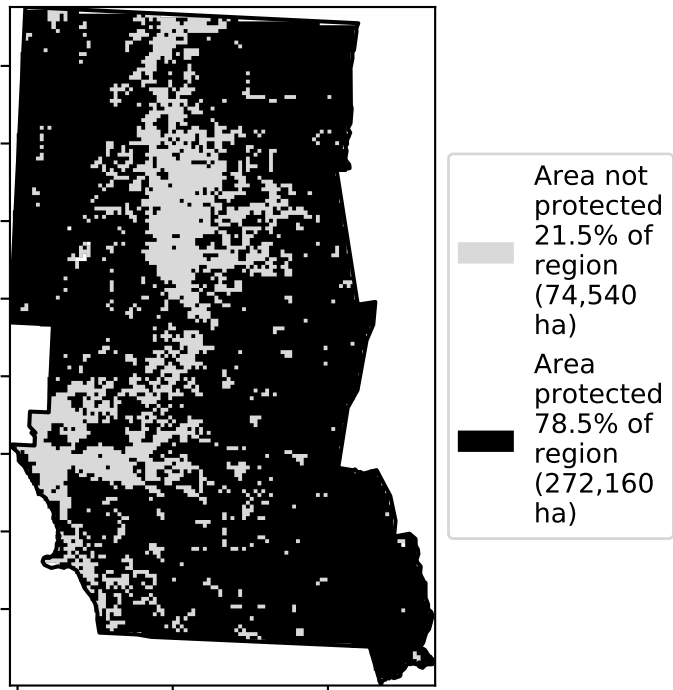 Area not
protected
21.5% of
region
(74,540
ha)
Area
protected
78.5% of
region
(272,160
ha)